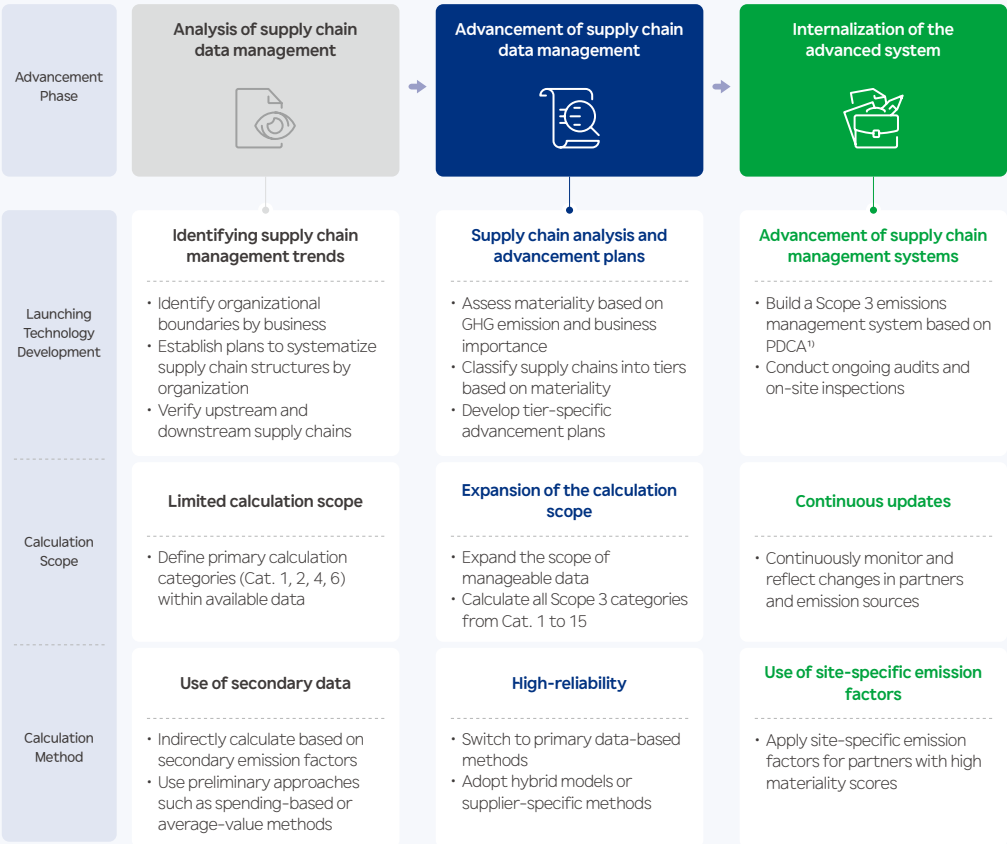 Advancement
Phase
Analysis of supply chain
data management
Advancement of supply chain
data management
Internalization of the
advanced system
Launching
Technology
Development
Identifying supply chain
management trends
• Identify organizational
boundaries by business
• Establish plans to systematize
supply chain structures by
organization
• Verify upstream and
downstream supply chains
Supply chain analysis and
advancement plans
• Assess materiality based on
GHG emission and business
importance
• Classify supply chains into tiers
based on materiality
• Develop tier-specific
advancement plans
Advancement of supply chain
management systems
• Build a Scope 3 emissions
management system based on
PDCA¹⁾
• Conduct ongoing audits and
on-site inspections
Calculation
Scope
Limited calculation scope
• Define primary calculation
categories (Cat. 1, 2, 4, 6)
within available data
Expansion of the calculation
scope
• Expand the scope of
manageable data
• Calculate all Scope 3 categories
from Cat. 1 to 15
Continuous updates
• Continuously monitor and
reflect changes in partners
and emission sources
Calculation
Method
Use of secondary data
• Indirectly calculate based on
secondary emission factors
• Use preliminary approaches
such as spending-based or
average-value methods
High-reliability
• Switch to primary data-based
methods
• Adopt hybrid models or
supplier-specific methods
Use of site-specific emission
factors
• Apply site-specific emission
factors for partners with high
materiality scores